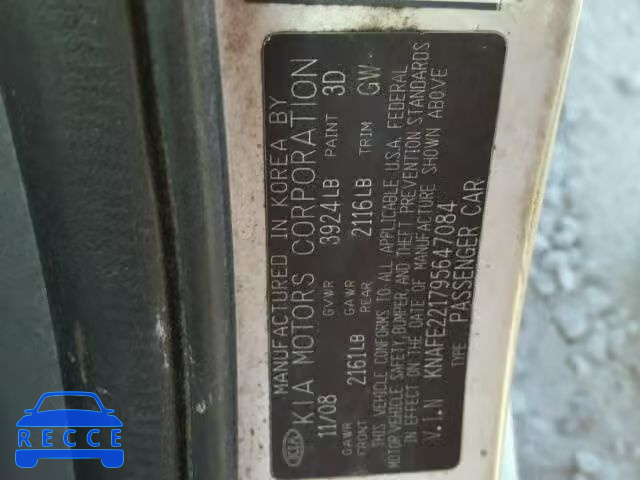 MANUFACTURED IN KOREA BY
KIA KIA MOTORS CORPORATION
11/08 GVWR 3924LB PAINT 3D
GAWR FRONT 2161LB GAWR REAR 2116LB TRIM GW
THIS VEHICLE CONFORMS TO ALL APPLICABLE U.S.A. FEDERAL
MOTOR VEHICLE SAFETY, BUMPER, AND THEFT PREVENTION STANDARDS
IN EFFECT ON THE DATE OF MANUFACTURE SHOWN ABOVE
V.I.N KNAFE221795647084
TYPE PASSENGER CAR
RECCE